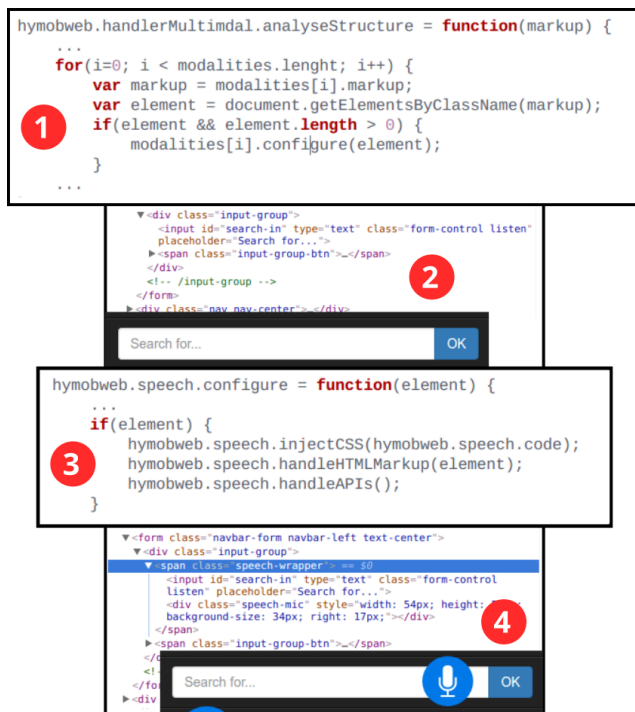 hymobweb.handlerMultimdal.analyseStructure = function(markup) {
...
for(i=0; i < modalities.lenght; i++) {
var markup = modalities[i].markup;
var element = document.getElementsByClassName(markup);
if(element && element.length > 0) {
modalities[i].configure(element);
}
...
1
▼<div class="input-group">
<input id="search-in" type="text" class="form-control listen"
placeholder="Search for...">
▶<span class="input-group-btn">…</span>
</div>
<!-- /input-group -->
</form>
▶<div class="nav nav-center">…</div>
2
Search for... OK
hymobweb.speech.configure = function(element) {
...
if(element) {
hymobweb.speech.injectCSS(hymobweb.speech.code);
hymobweb.speech.handleHTMLMarkup(element);
hymobweb.speech.handleAPIs();
}
3
▼<form class="navbar-form navbar-left text-center">
▼<div class="input-group">
▼<span class="speech-wrapper"> == $0
<input id="search-in" type="text" class="form-control
listen" placeholder="Search for...">
<div class="speech-mic" style="width: 54px; height:
background-size: 34px; right: 17px;"></div>
</span>
▶<span class="input-group-btn">…</span>
4
▶<div
Search for... OK